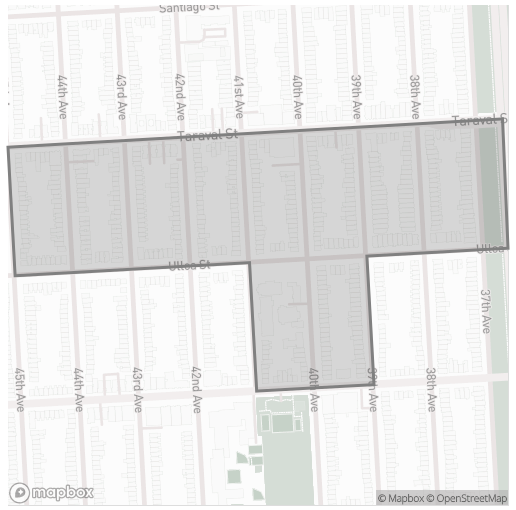 Santiago St
44th Ave
43rd Ave
42nd Ave
41st Ave
40th Ave
39th Ave
38th Ave
Taraval St
Taraval S
Ulloa St
Ulloa
37th Ave
45th Ave
44th Ave
43rd Ave
42nd Ave
40th Ave
39th Ave
38th Ave
mapbox
© Mapbox © OpenStreetMap